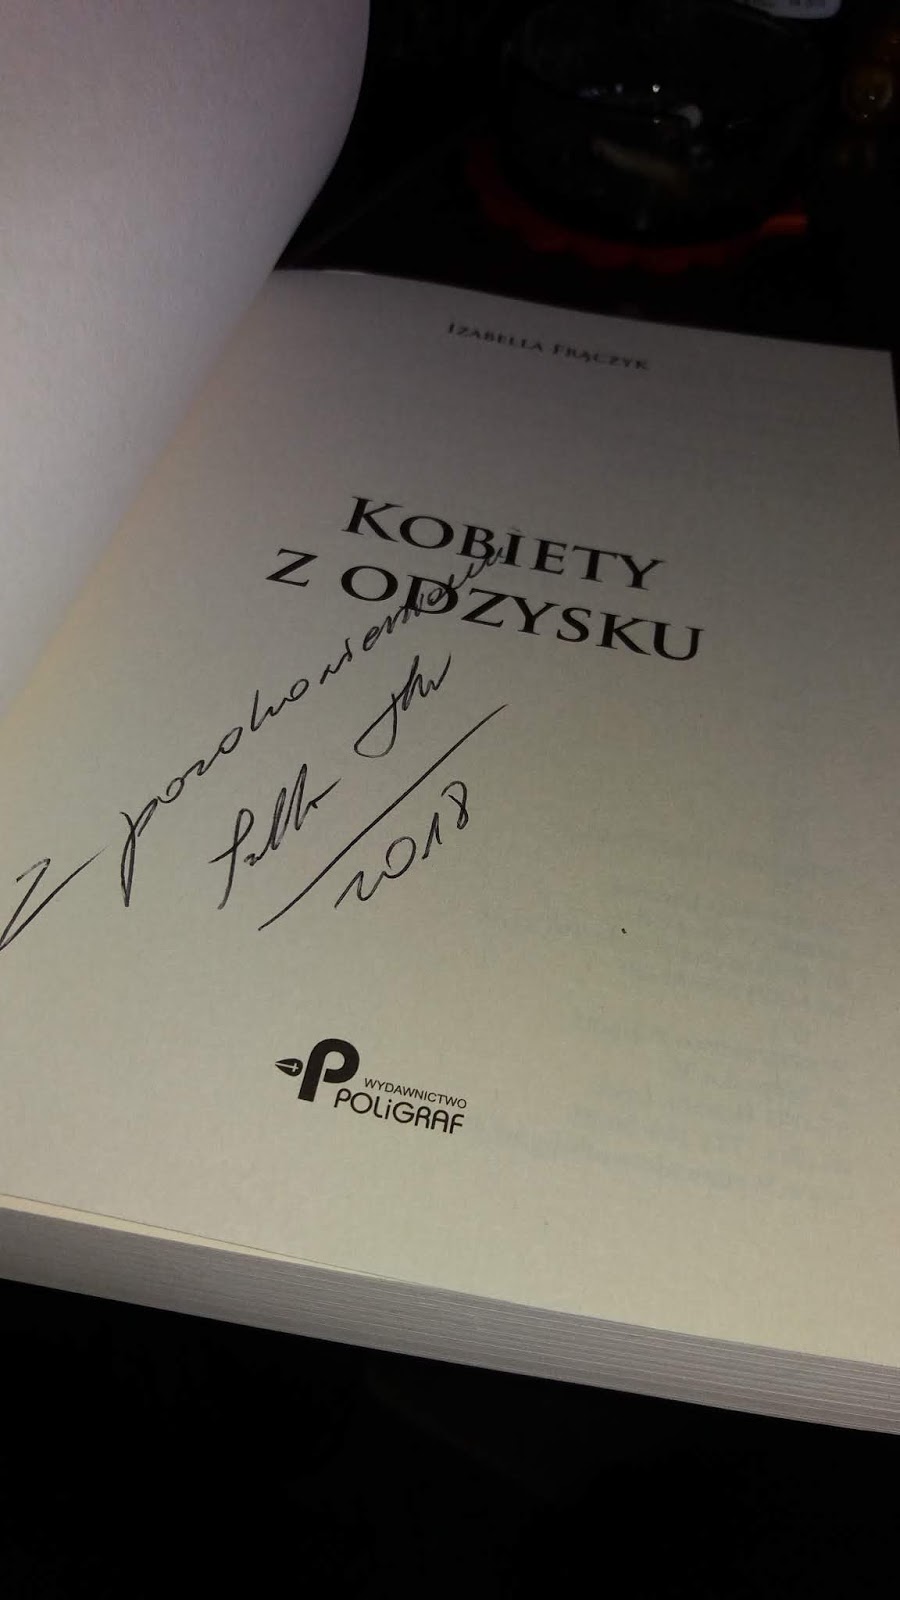 IZABELLA FRĄCZYK
KOBIETY
Z ODZYSKU
Z pozdrowieniami
2018
WYDAWNICTWO
POLiGRAF